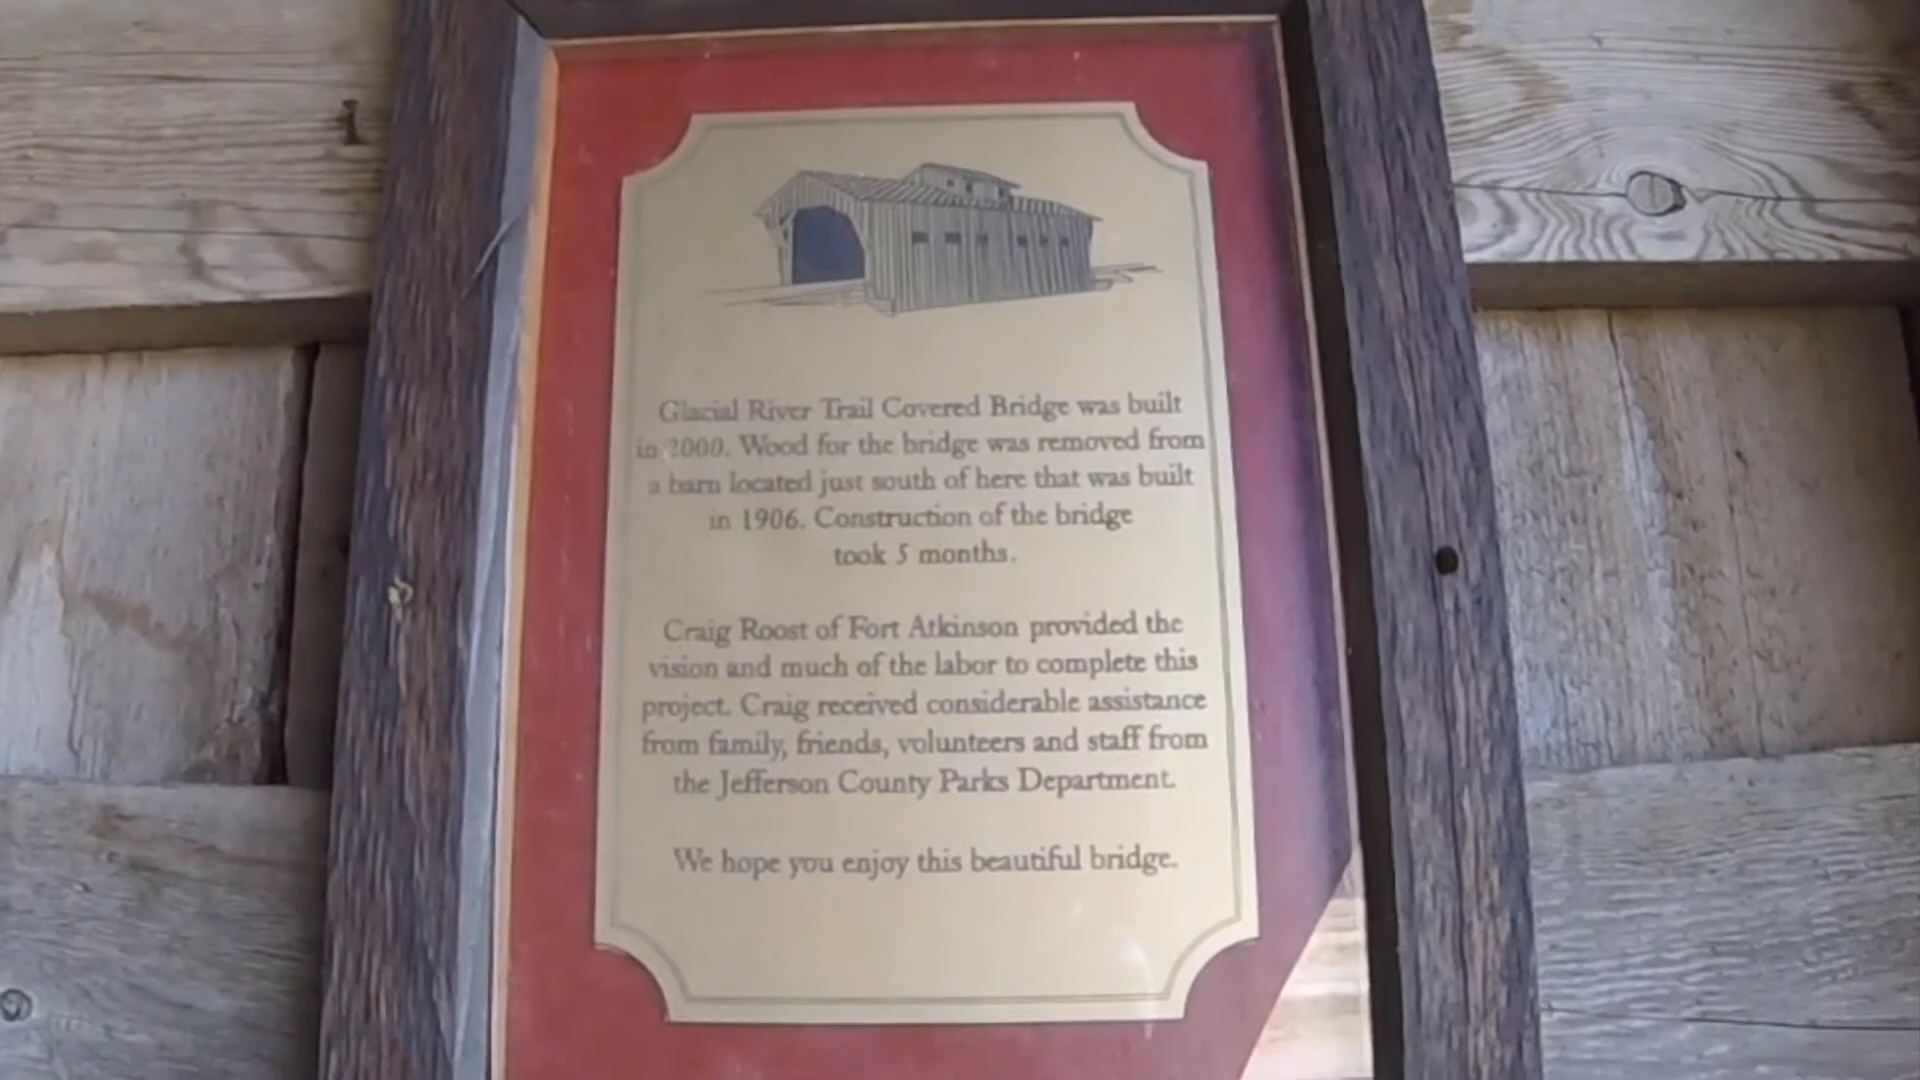 Glacial River Trail Covered Bridge was built
in 2000. Wood for the bridge was removed from
a barn located just south of here that was built
in 1906. Construction of the bridge
took 5 months.
Craig Roost of Fort Atkinson provided the
vision and much of the labor to complete this
project. Craig received considerable assistance
from family, friends, volunteers and staff from
the Jefferson County Parks Department.
We hope you enjoy this beautiful bridge.